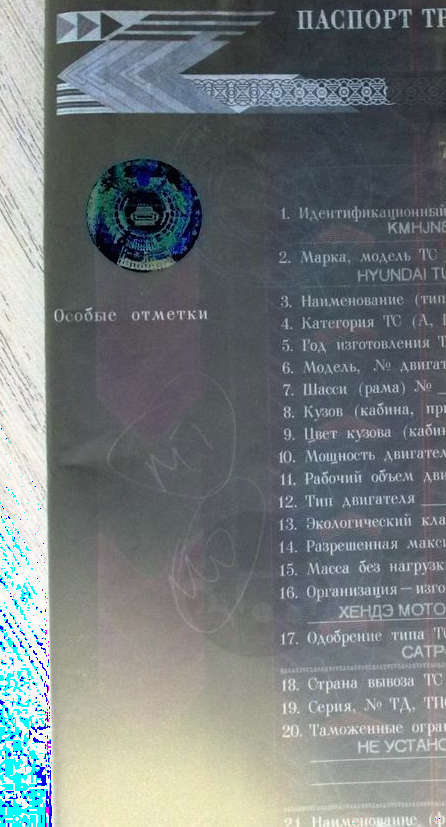 ПАСПОРТ ТР
1. Идентификационный
KMHJN8
2. Марка, модель ТС
HYUNDAI TU
Особые отметки
3. Наименование (тип
4. Категория ТС (А, В
5. Год изготовления Т
6. Модель, № двигат
7. Шасси (рама) №
8. Кузов (кабина, при
9. Цвет кузова (кабин
10. Мощность двигател
11. Рабочий объем дви
12. Тип двигателя
13. Экологический кла
14. Разрешенная макси
15. Масса без нагрузк
16. Организация — изгот
ХЕНДЭ МОТО
17. Одобрение типа ТС
САТР
18. Страна вывоза ТС
19. Серия, № ТД, ТП
20. Таможенные огран
НЕ УСТАНО
21. Наименование (ф